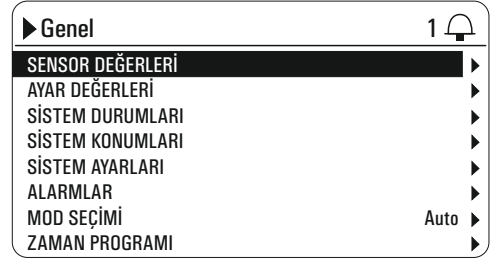 Genel 1
SENSOR DEĞERLERİ
AYAR DEĞERLERİ
SİSTEM DURUMLARI
SİSTEM KONUMLARI
SİSTEM AYARLARI
ALARMLAR
MOD SEÇİMİ Auto
ZAMAN PROGRAMI